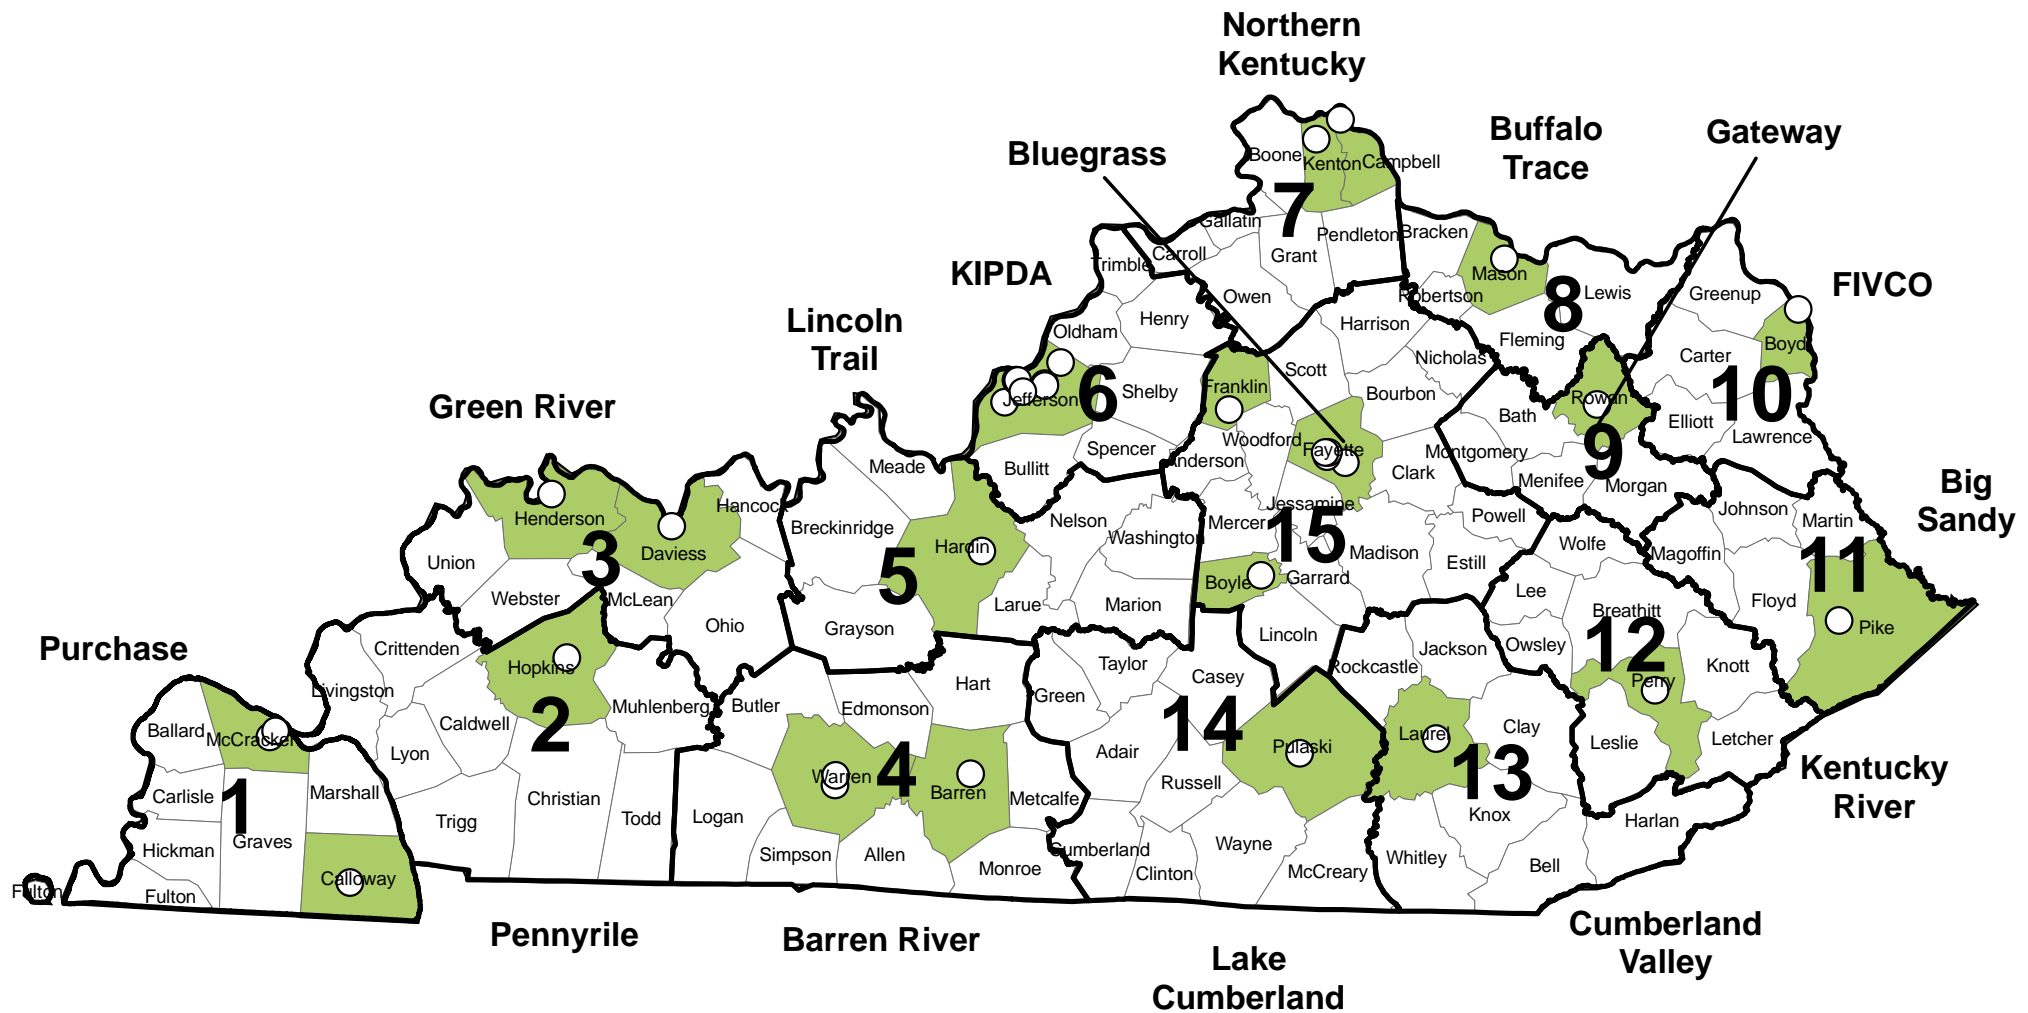 Northern
Kentucky
Buffalo
Trace
Gateway
Bluegrass
Boone
Kenton
Campbell
7
Gallatin
Pendleton
Bracken
Carroll
Grant
Trimble
KIPDA
Mason
FIVCO
Owen
Robertson
8
Lewis
Greenup
Lincoln
Trail
Oldham
Henry
Harrison
Fleming
Boyd
Nicholas
Carter
Scott
Franklin
Shelby
6
Jefferson
Bourbon
Rowan
10
Green River
Bath
Elliott
Lawrence
Woodford
Fayette
Spencer
Anderson
Montgomery
9
Meade
Bullitt
Clark
Menifee
Morgan
Big
Sandy
Hancock
Jessamine
Johnson
Martin
Henderson
Breckinridge
Nelson
Mercer
15
Powell
Washington
Daviess
Hardin
Madison
Wolfe
Magoffin
11
Union
3
5
Estill
Boyle
Garrard
Lee
Webster
McLean
Larue
Marion
Breathitt
Floyd
Ohio
Grayson
Lincoln
12
Pike
Purchase
Crittenden
Owsley
Jackson
Hopkins
Taylor
Rockcastle
Knott
Casey
Perry
Livingston
Hart
Green
Butler
Edmonson
Muhlenberg
Caldwell
2
14
Ballard
McCracken
Clay
Laurel
Leslie
Letcher
Lyon
Adair
Pulaski
Warren
4
13
Kentucky
River
Russell
Barren
Metcalfe
Carlisle
1
Marshall
Christian
Trigg
Todd
Logan
Knox
Harlan
Graves
Hickman
Wayne
Simpson
Allen
Cumberland
Whitley
Monroe
Bell
Clinton
McCreary
Calloway
Fulton
Fulton
Pennyrile
Barren River
Cumberland
Valley
Lake
Cumberland